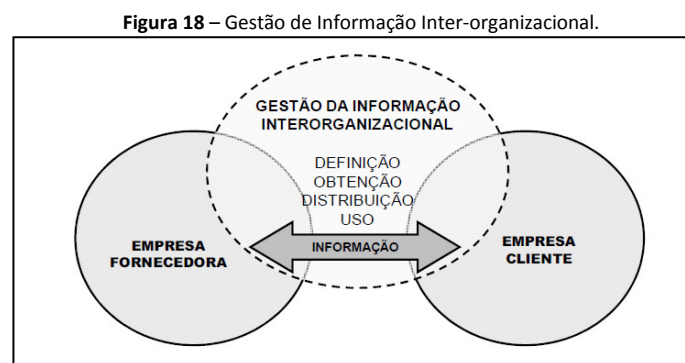 Figura 18 – Gestão de Informação Inter-organizacional.
GESTÃO DA INFORMAÇÃO
INTERORGANIZACIONAL
DEFINIÇÃO
OBTENÇÃO
DISTRIBUIÇÃO
USO
EMPRESA
FORNECEDORA
INFORMAÇÃO
EMPRESA
CLIENTE